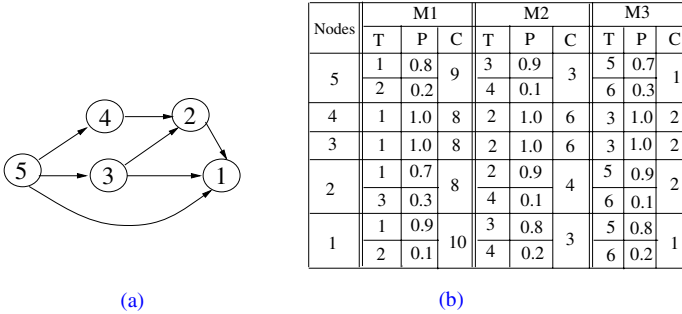 5
4
2
3
1
(a)
Nodes M1 M2 M3
T P C T P C T P C
5 1 0.8 9 3 0.9 3 5 0.7 1
2 0.2 4 0.1 6 0.3
4 1 1.0 8 2 1.0 6 3 1.0 2
3 1 1.0 8 2 1.0 6 3 1.0 2
2 1 0.7 8 2 0.9 4 5 0.9 2
3 0.3 4 0.1 6 0.1
1 1 0.9 10 3 0.8 3 5 0.8 1
2 0.1 4 0.2 6 0.2
(b)